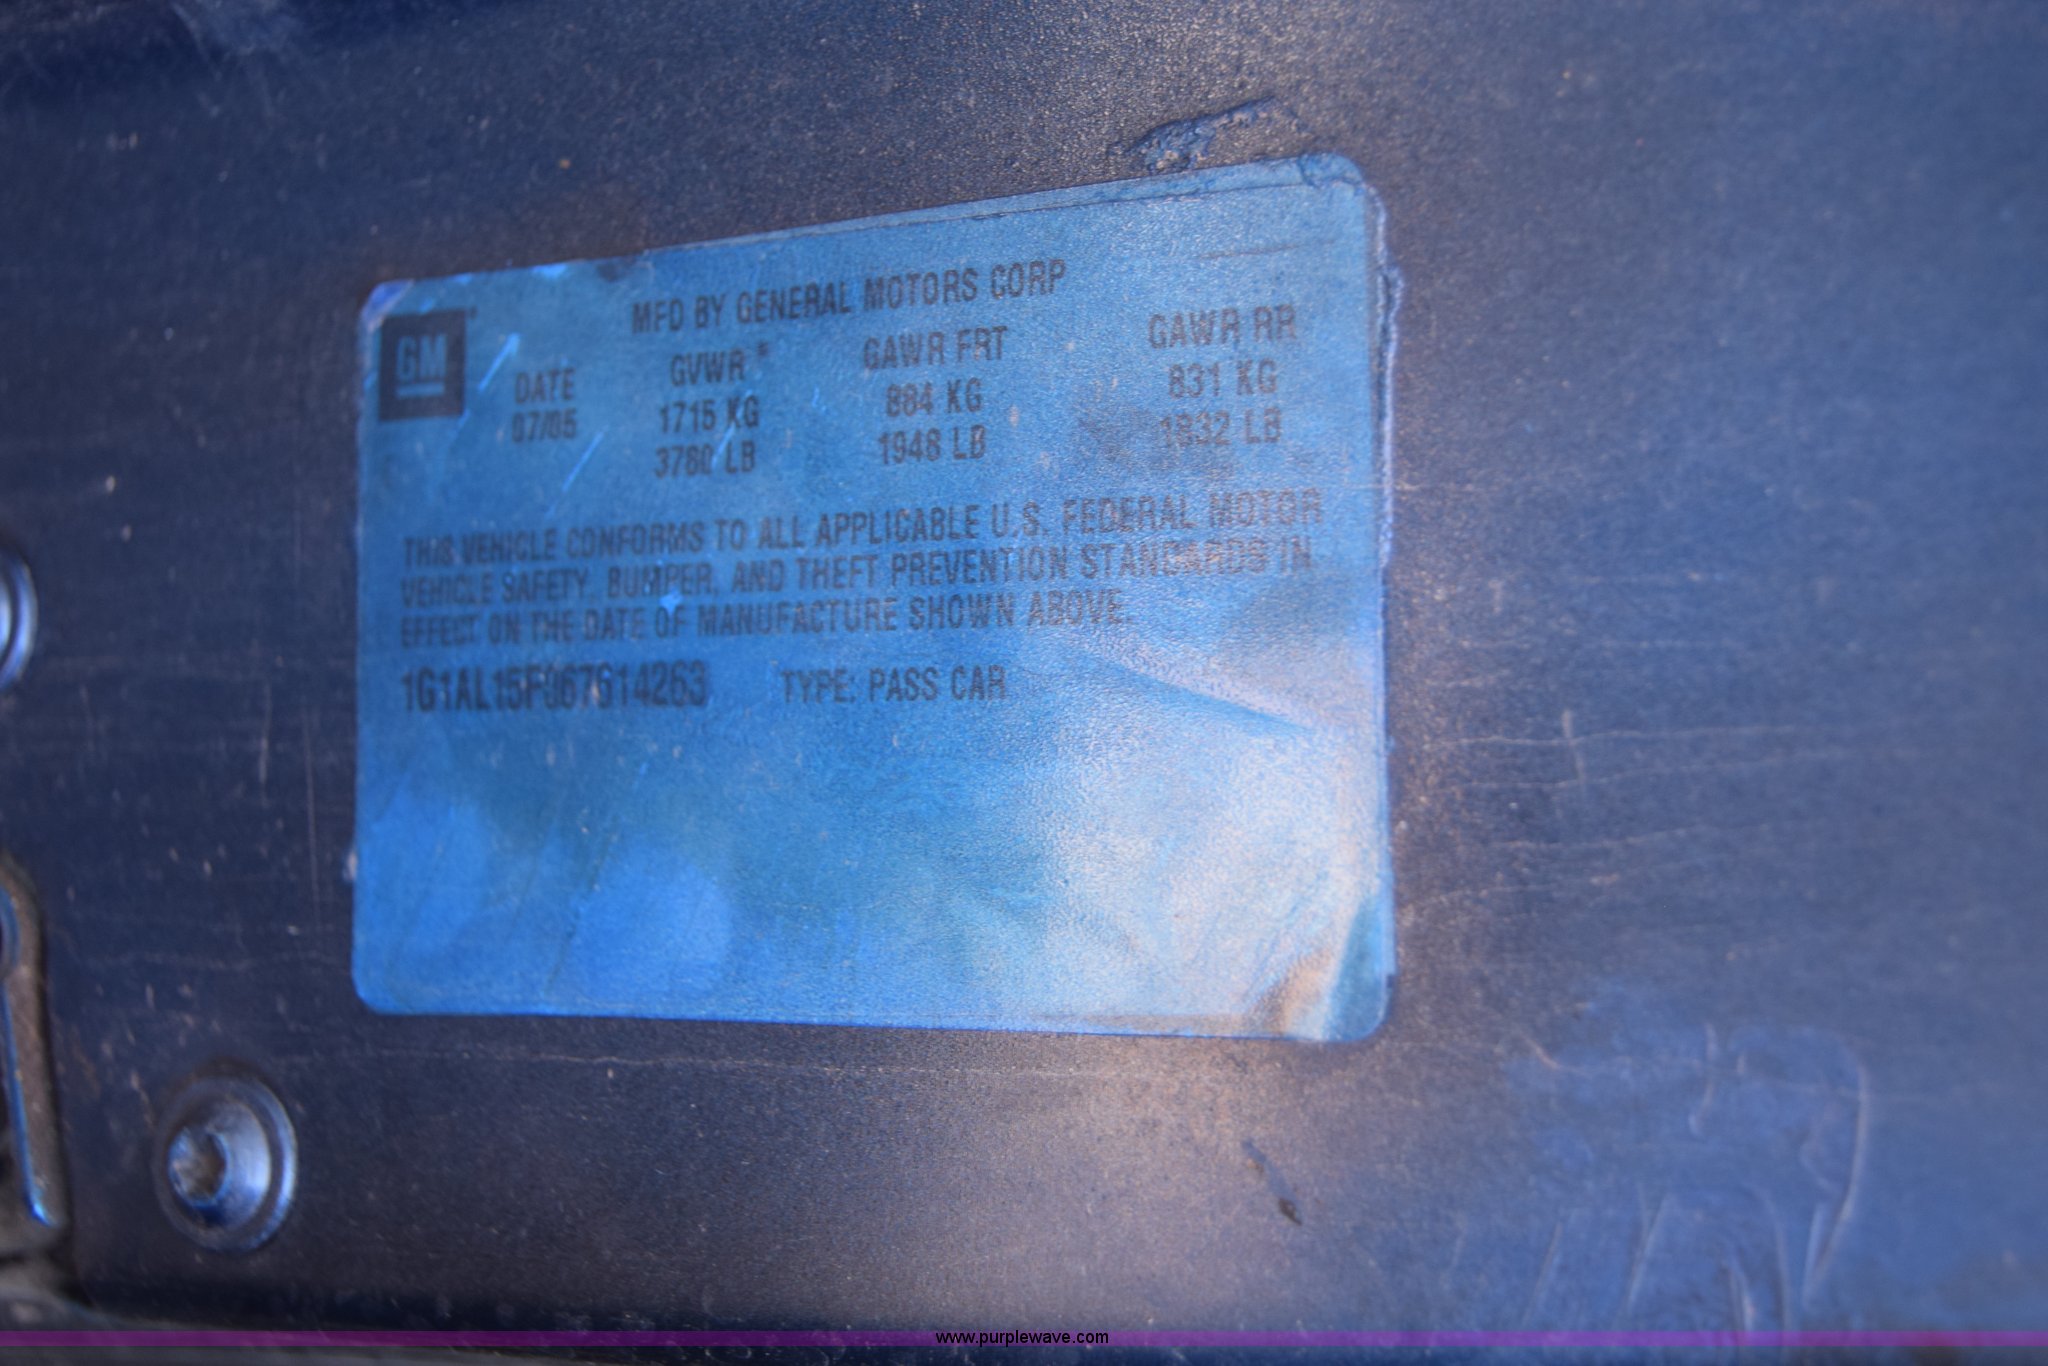 MFD BY GENERAL MOTORS CORP
GM
DATE GVWR * GAWR FRT GAWR RR
07/05 1715 KG 884 KG 831 KG
3780 LB 1948 LB 1832 LB
THIS VEHICLE CONFORMS TO ALL APPLICABLE U.S. FEDERAL MOTOR
VEHICLE SAFETY, BUMPER, AND THEFT PREVENTION STANDARDS IN
EFFECT ON THE DATE OF MANUFACTURE SHOWN ABOVE.
1G1AL15F067614263 TYPE: PASS CAR
www.purplewave.com